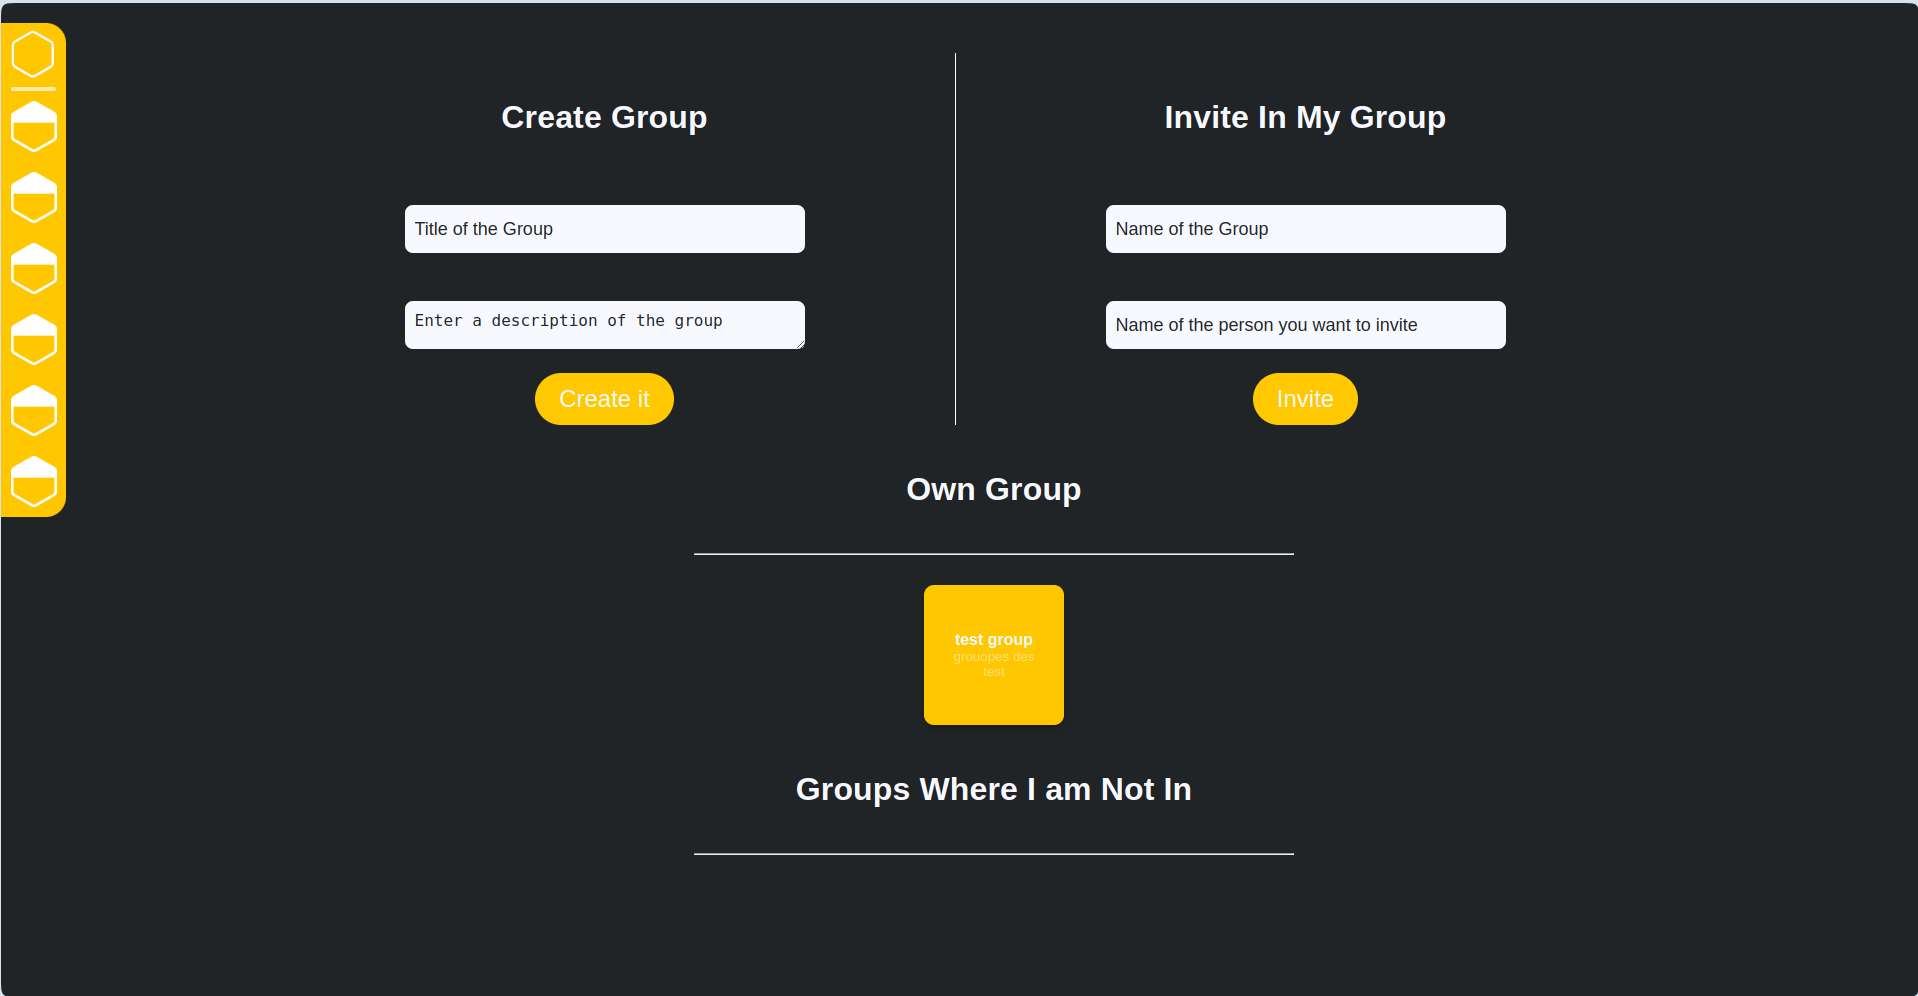 Create Group
Title of the Group
Enter a description of the group
Create it
Invite In My Group
Name of the Group
Name of the person you want to invite
Invite
Own Group
test group
grouopes des
test
Groups Where I am Not In